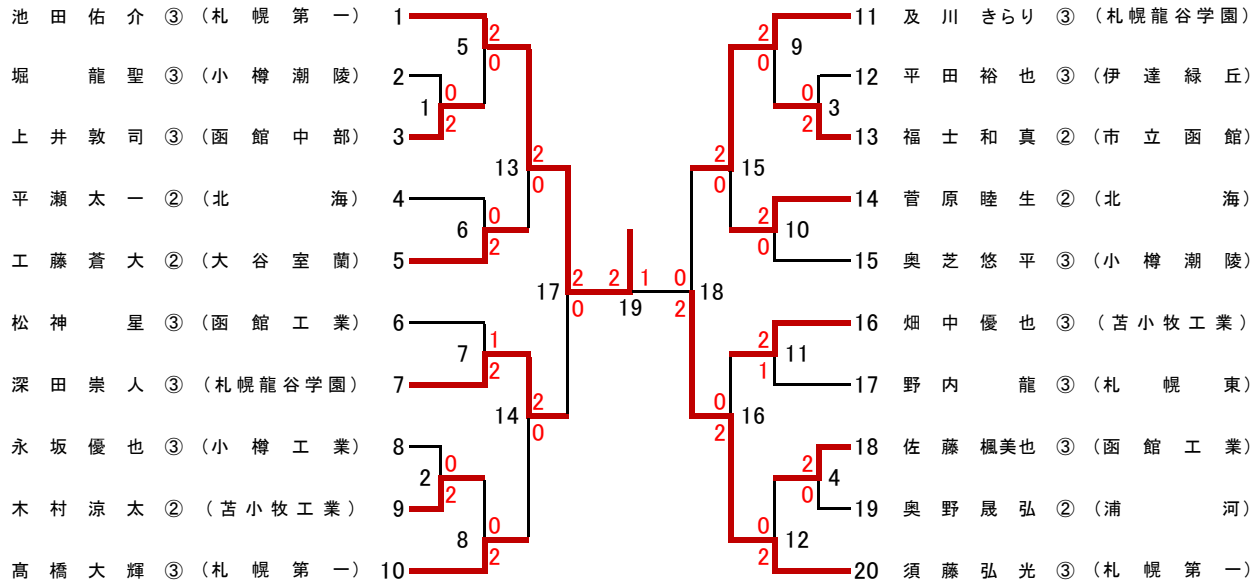 池田佑介 ③ (札幌第一) 1
堀 龍聖 ③ (小樽潮陵) 2
上井敦司 ③ (函館中部) 3
平瀬太一 ② (北海) 4
工藤蒼大 ② (大谷室蘭) 5
松神 星 ③ (函館工業) 6
深田崇人 ③ (札幌龍谷学園) 7
永坂優也 ③ (小樽工業) 8
木村涼太 ② (苫小牧工業) 9
髙橋大輝 ③ (札幌第一) 10
5 2 0
1 0 2
13 2 0
6 0 2
17 2 0
7 1 2
14 2 0
2 0 2
8 0 2
2 19 1
9 2 0
3 0 2
15 2 0
10 2 0
18 0 2
11 2 1
16 0 2
4 2 0
12 0 2
11 及川きらり ③ (札幌龍谷学園)
12 平田裕也 ③ (伊達緑丘)
13 福士和真 ② (市立函館)
14 菅原睦生 ② (北海)
15 奥芝悠平 ③ (小樽潮陵)
16 畑中優也 ③ (苫小牧工業)
17 野内 龍 ③ (札幌東)
18 佐藤楓美也 ③ (函館工業)
19 奥野晟弘 ② (浦河)
20 須藤弘光 ③ (札幌第一)